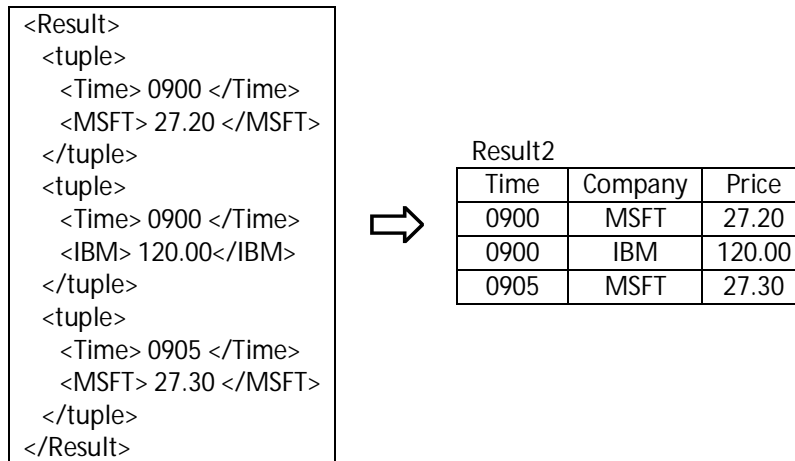 <Result>
<tuple>
<Time> 0900 </Time>
<MSFT> 27.20 </MSFT>
</tuple>
<tuple>
<Time> 0900 </Time>
<IBM> 120.00</IBM>
</tuple>
<tuple>
<Time> 0905 </Time>
<MSFT> 27.30 </MSFT>
</tuple>
</Result>
Result2
Time Company Price
0900 MSFT 27.20
0900 IBM 120.00
0905 MSFT 27.30